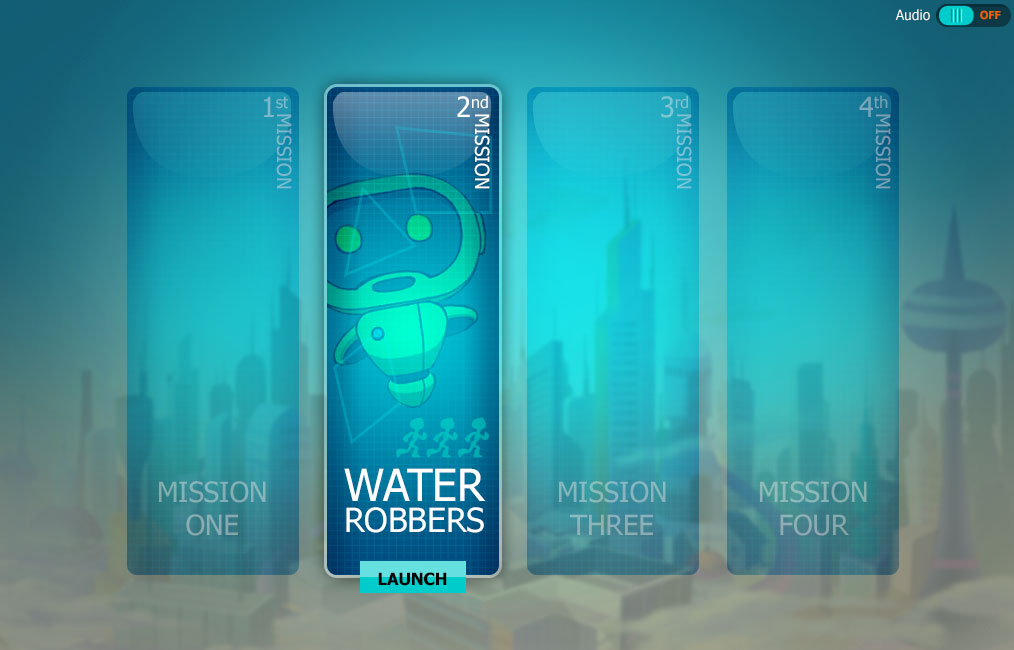 Audio OFF
1st MISSION
MISSION
ONE
2nd MISSION
WATER
ROBBERS
LAUNCH
3rd MISSION
MISSION
THREE
4th MISSION
MISSION
FOUR